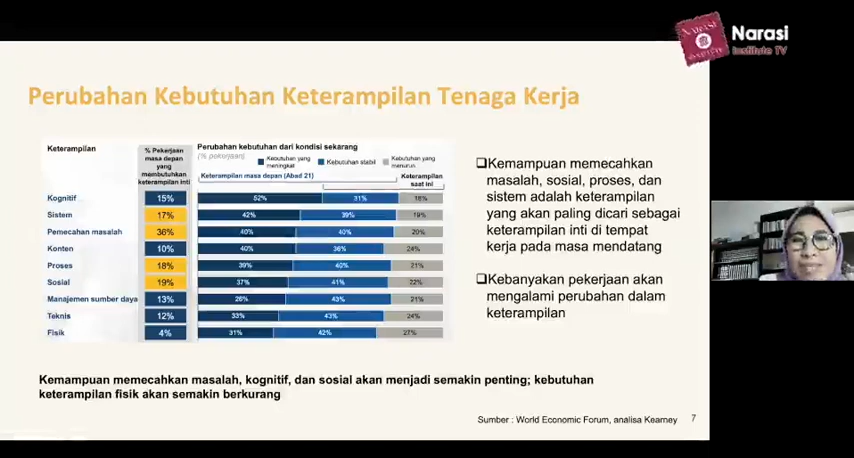 Narasi
Institute TV
Perubahan Kebutuhan Keterampilan Tenaga Kerja
Keterampilan
% Pekerjaan
masa depan
yang
membutuhkan
keterampilan inti
Perubahan kebutuhan dari kondisi sekarang
(% pekerjaan)
Kebutuhan yang
meningkat
Kebutuhan stabil
Kebutuhan yang
menurun
Keterampilan masa depan (Abad 21)
Keterampilan
saat ini
Kognitif 15% 52% 31% 18%
Sistem 17% 42% 39% 19%
Pemecahan masalah 36% 40% 40% 20%
Konten 10% 40% 36% 24%
Proses 18% 39% 40% 21%
Sosial 19% 37% 41% 22%
Manajemen sumber daya 13% 26% 43% 21%
Teknis 12% 33% 43% 24%
Fisik 4% 31% 42% 27%
Kemampuan memecahkan
masalah, sosial, proses, dan
sistem adalah keterampilan
yang akan paling dicari sebagai
keterampilan inti di tempat
kerja pada masa mendatang
Kebanyakan pekerjaan akan
mengalami perubahan dalam
keterampilan
Kemampuan memecahkan masalah, kognitif, dan sosial akan menjadi semakin penting; kebutuhan
keterampilan fisik akan semakin berkurang
Sumber : World Economic Forum, analisa Kearney 7